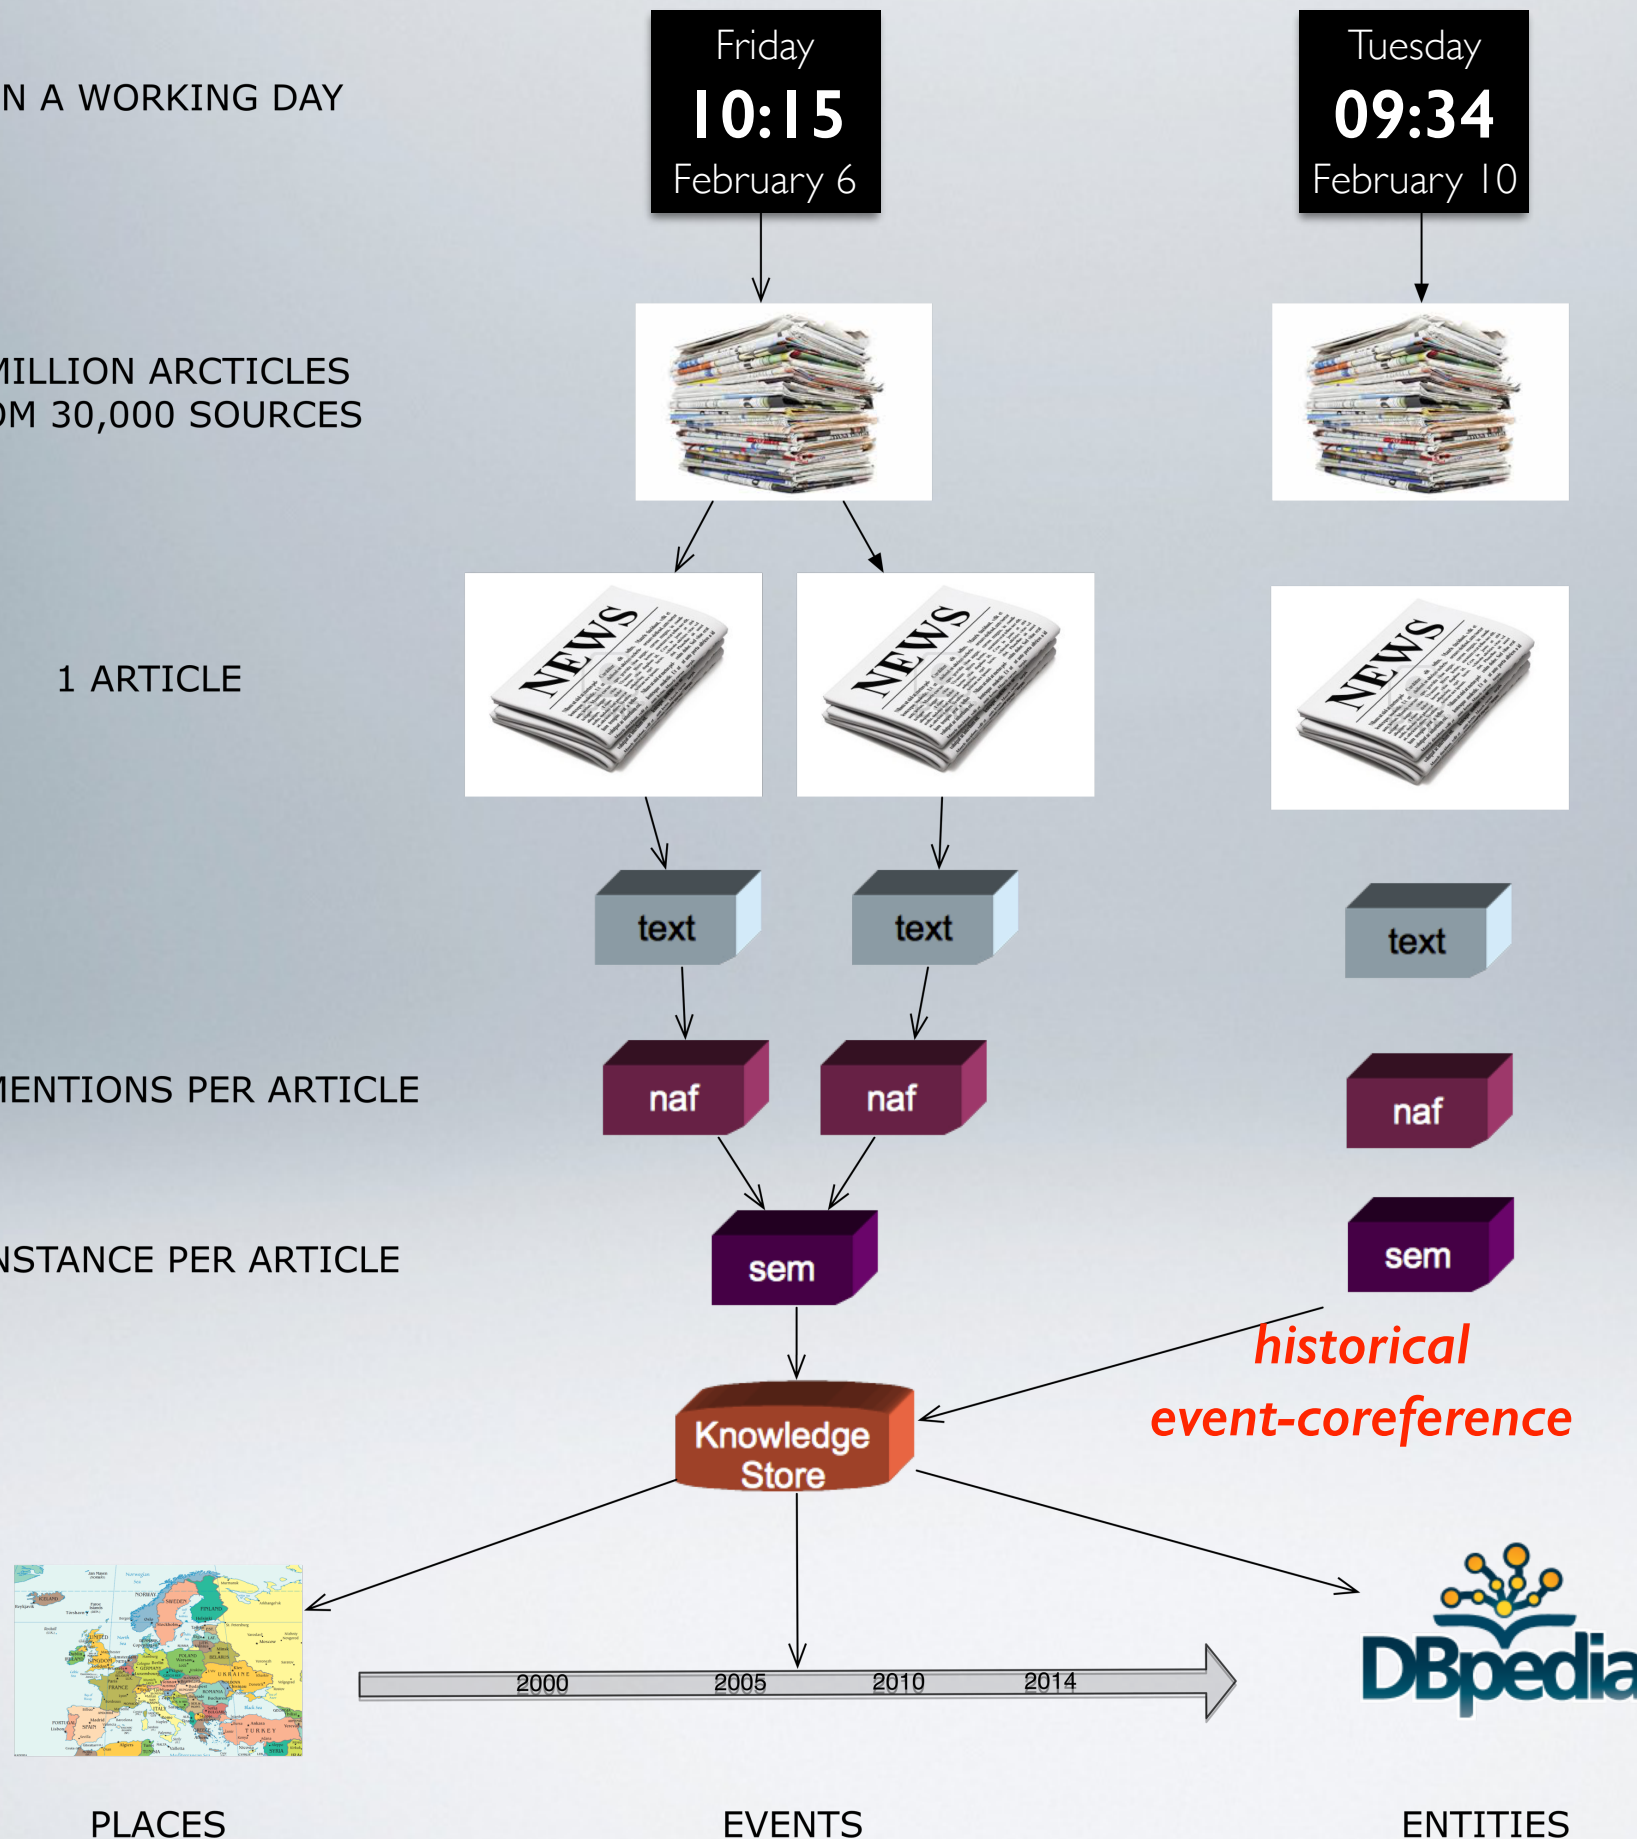 Friday
10:15
February 6
Tuesday
09:34
February 10
N A WORKING DAY
MILLION ARCTICLES
OM 30,000 SOURCES
1 ARTICLE
NEWS
NEWS
NEWS
text
text
text
MENTIONS PER ARTICLE
naf
naf
naf
NSTANCE PER ARTICLE
sem
sem
historical
event-coreference
Knowledge
Store
2000
2005
2010
2014
DBpedia
PLACES
EVENTS
ENTITIES